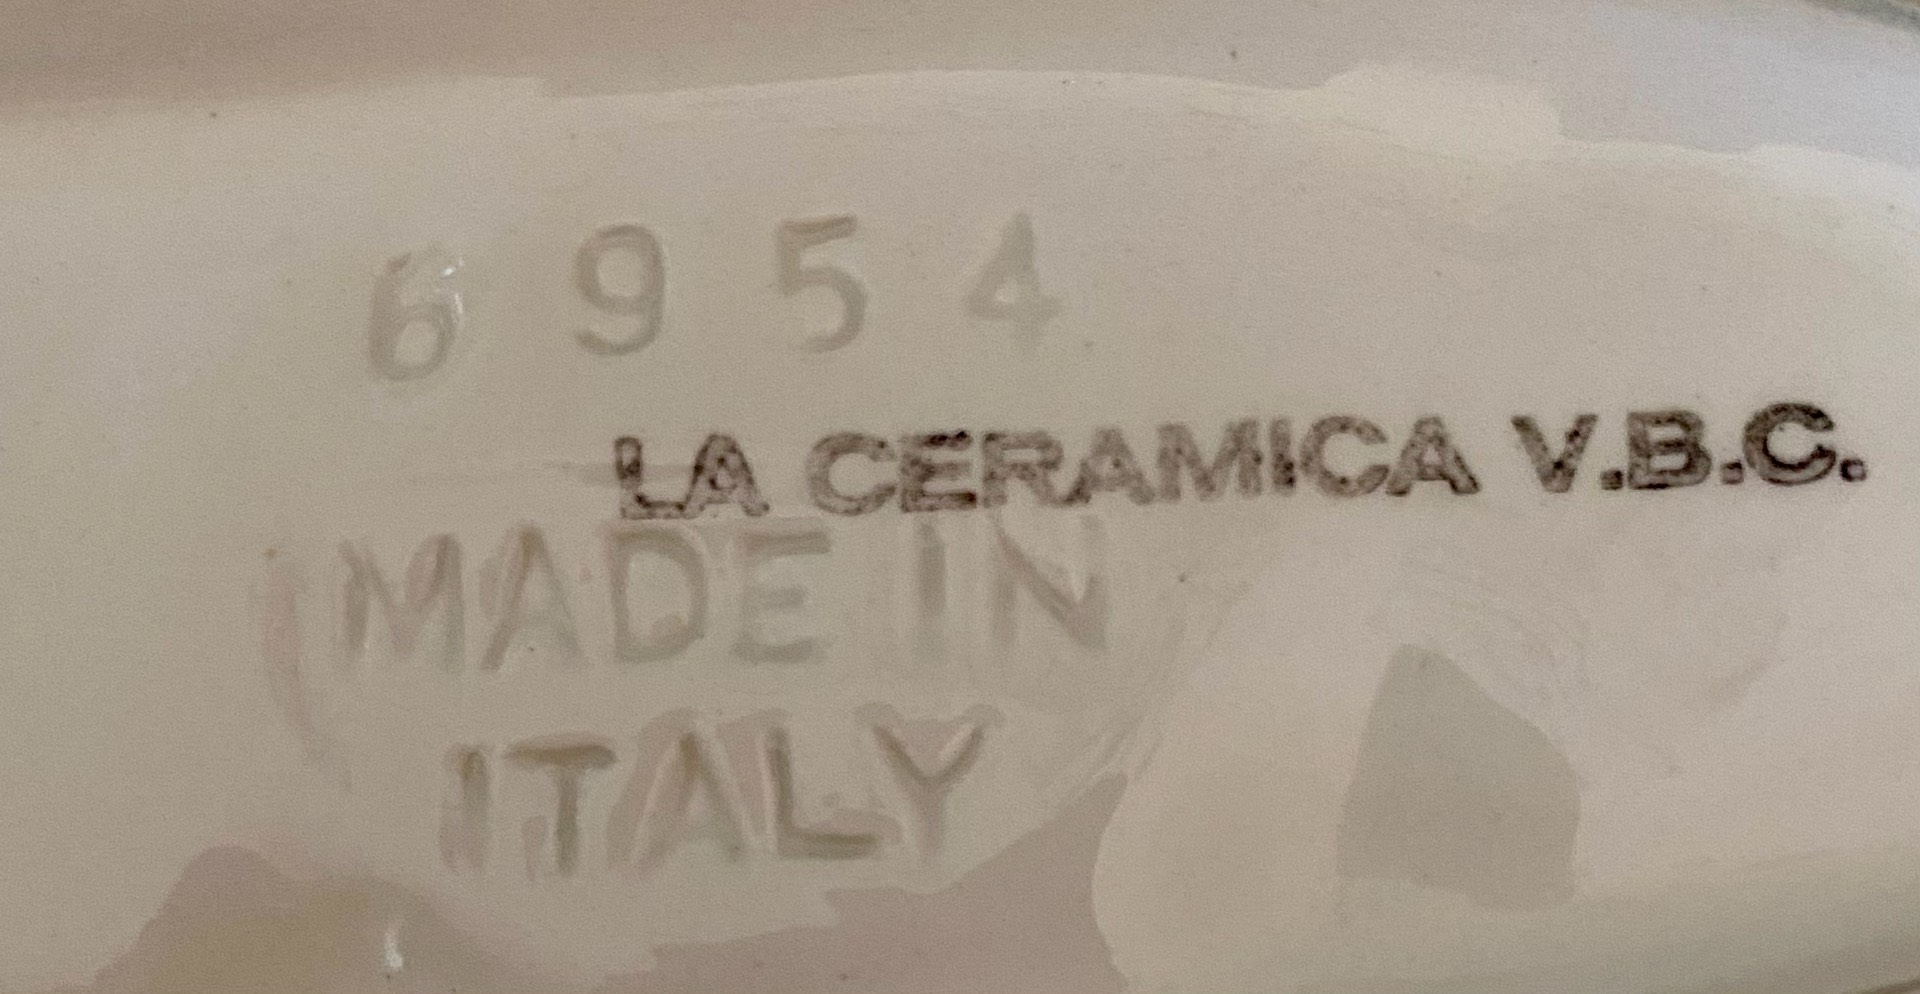 6954
LA CERAMICA V.B.C.
MADE IN
ITALY